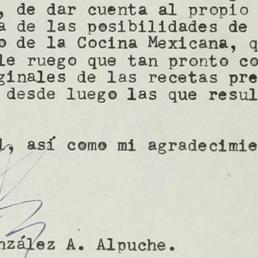 , de dar cuenta al propio
a de las posibilidades de
o de la Cocina Mexicana, q
le ruego que tan pronto co
ginales de las recetas pre
desde luego las que resul
l, así como mi agradecimie
nzález A. Alpuche.